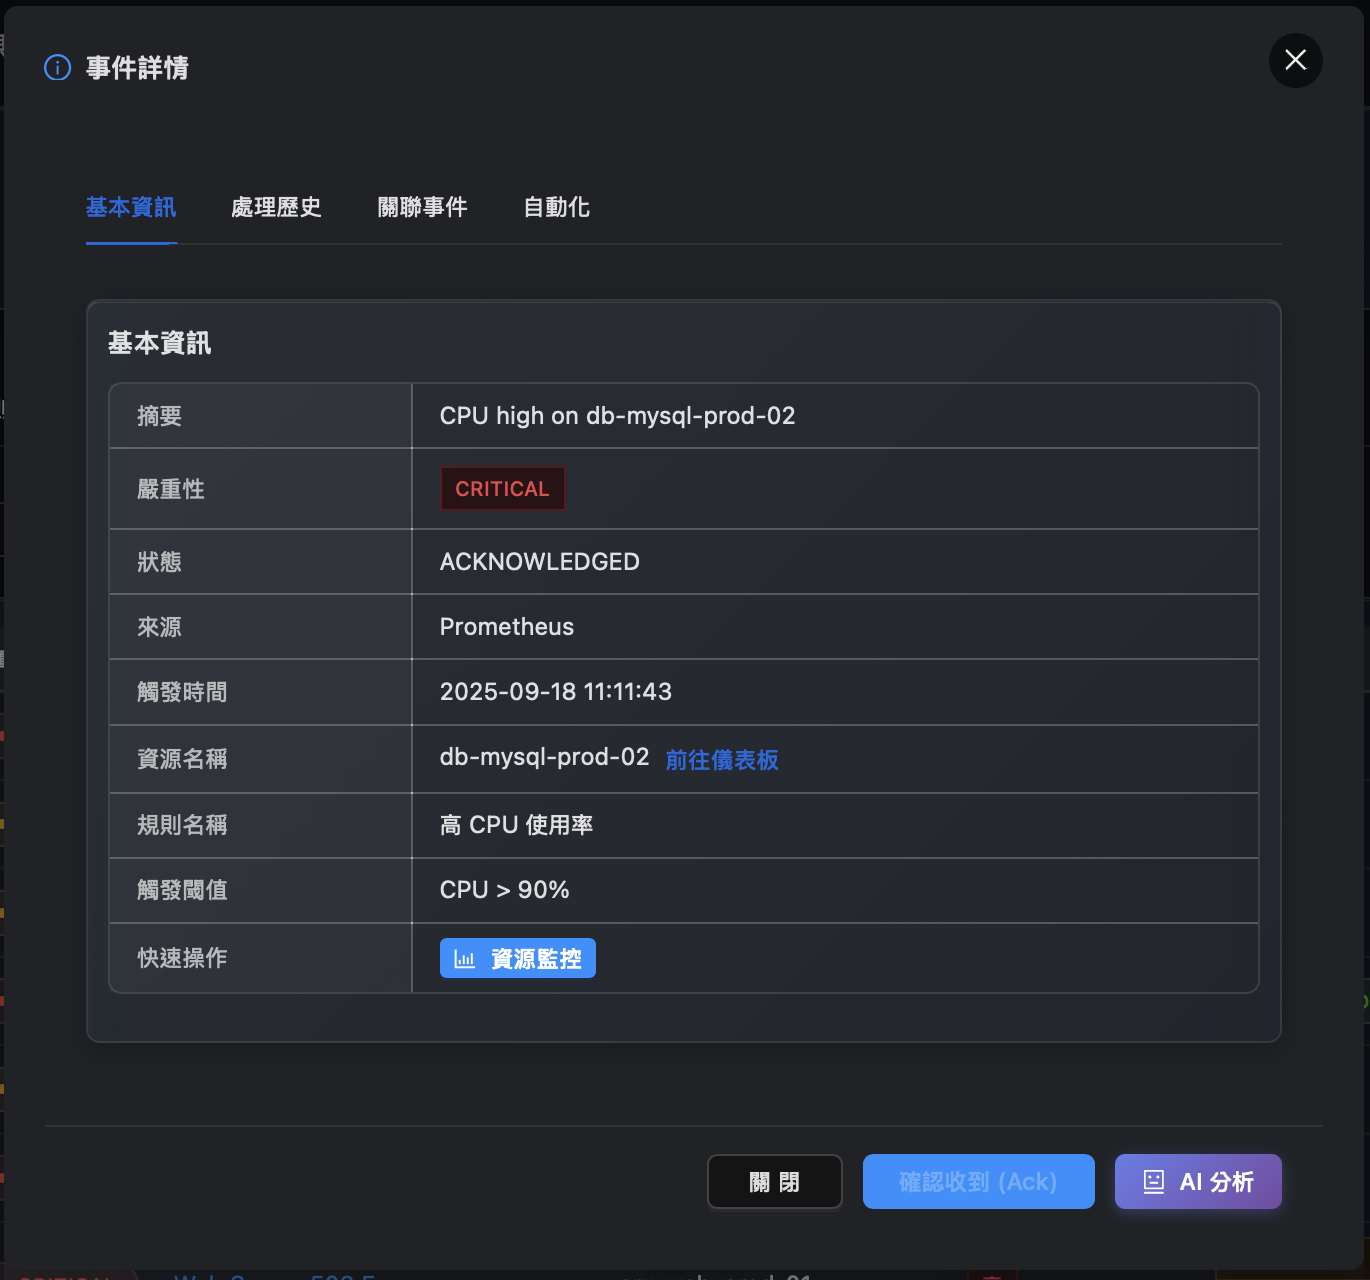 事件詳情
基本資訊 處理歷史 關聯事件 自動化
基本資訊
摘要 CPU high on db-mysql-prod-02
嚴重性 CRITICAL
狀態 ACKNOWLEDGED
來源 Prometheus
觸發時間 2025-09-18 11:11:43
資源名稱 db-mysql-prod-02 前往儀表板
規則名稱 高 CPU 使用率
觸發閾值 CPU > 90%
快速操作 資源監控
關閉 確認收到 (Ack) AI 分析